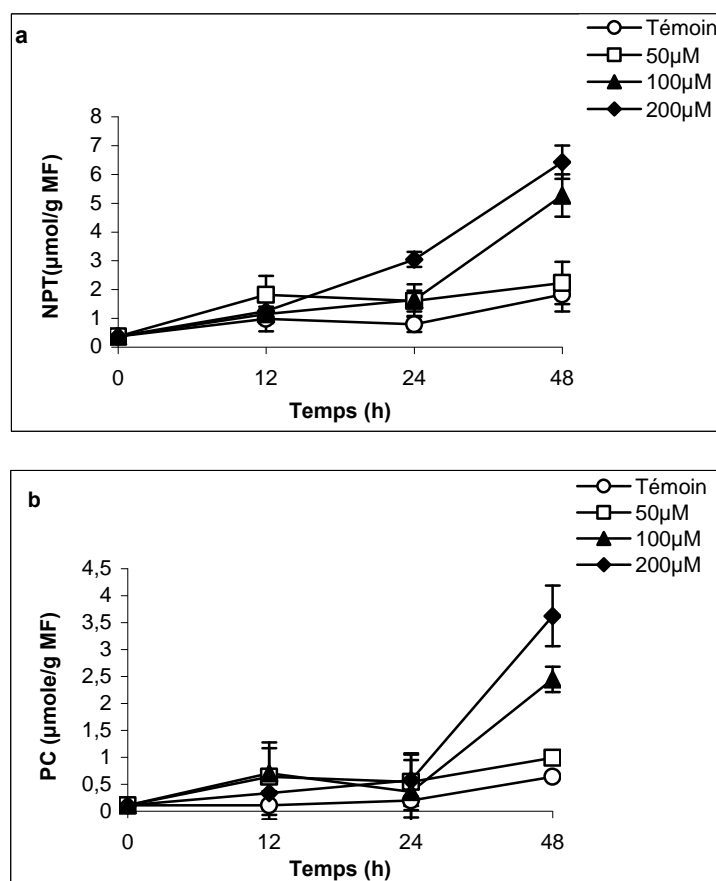 a
Témoin
50µM
100µM
200µM
NPT(µmol/g MF)
8
7
6
5
4
3
2
1
0
0 12 24 48
Temps (h)
b
Témoin
50µM
100µM
200µM
PC (µmole/g MF)
4,5
4
3,5
3
2,5
2
1,5
1
0,5
0
0 12 24 48
Temps (h)